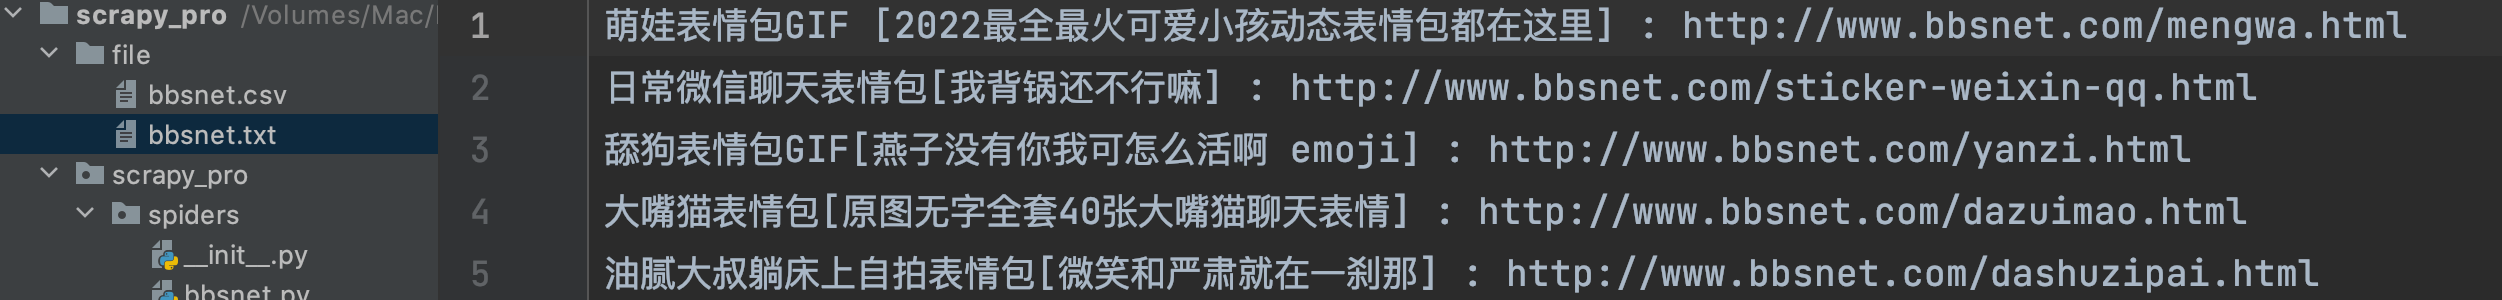 scrapy_pro /Volumes/Mac/
file
bbsnet.csv
bbsnet.txt
scrapy_pro
spiders
__init__.py
bbsnet.py
1 萌娃表情包GIF [2022最全最火可爱小孩动态表情包都在这里] : http://www.bbsnet.com/mengwa.html
2 日常微信聊天表情包[我背锅还不行嘛] : http://www.bbsnet.com/sticker-weixin-qq.html
3 舔狗表情包GIF[燕子没有你我可怎么活啊 emoji] : http://www.bbsnet.com/yanzi.html
4 大嘴猫表情包[原图无字全套40张大嘴猫聊天表情] : http://www.bbsnet.com/dazuimao.html
5 油腻大叔躺床上自拍表情包[微笑和严肃就在一刹那] : http://www.bbsnet.com/dashuzipai.html